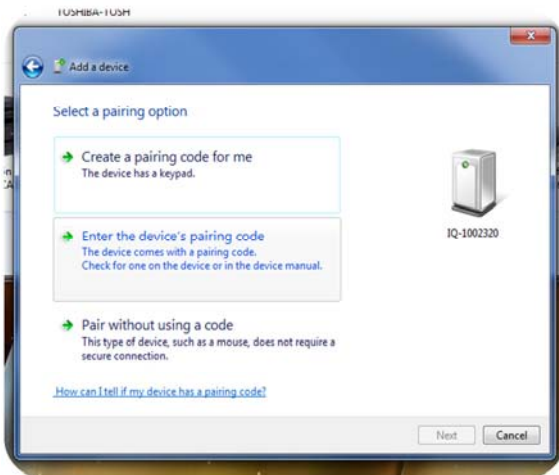 TOSHIBA-TOSH
Add a device
Select a pairing option
Create a pairing code for me
The device has a keypad.
Enter the device's pairing code
The device comes with a pairing code.
Check for one on the device or in the device manual.
IQ-1002320
Pair without using a code
This type of device, such as a mouse, does not require a
secure connection.
How can I tell if my device has a pairing code?
Next
Cancel